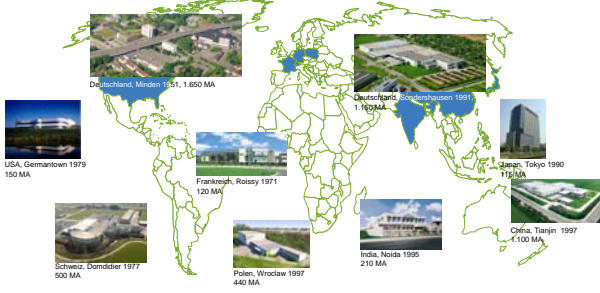 Deutschland, Minden 1951, 1.650 MA
Deutschland, Sondershausen 1991,
1.150 MA
USA, Germantown 1979
150 MA
Frankreich, Roissy 1971
120 MA
Japan, Tokyo 1990
115 MA
China, Tianjin 1997
1.100 MA
Schweiz, Domdidier 1977
500 MA
Polen, Wroclaw 1997
440 MA
India, Noida 1995
210 MA